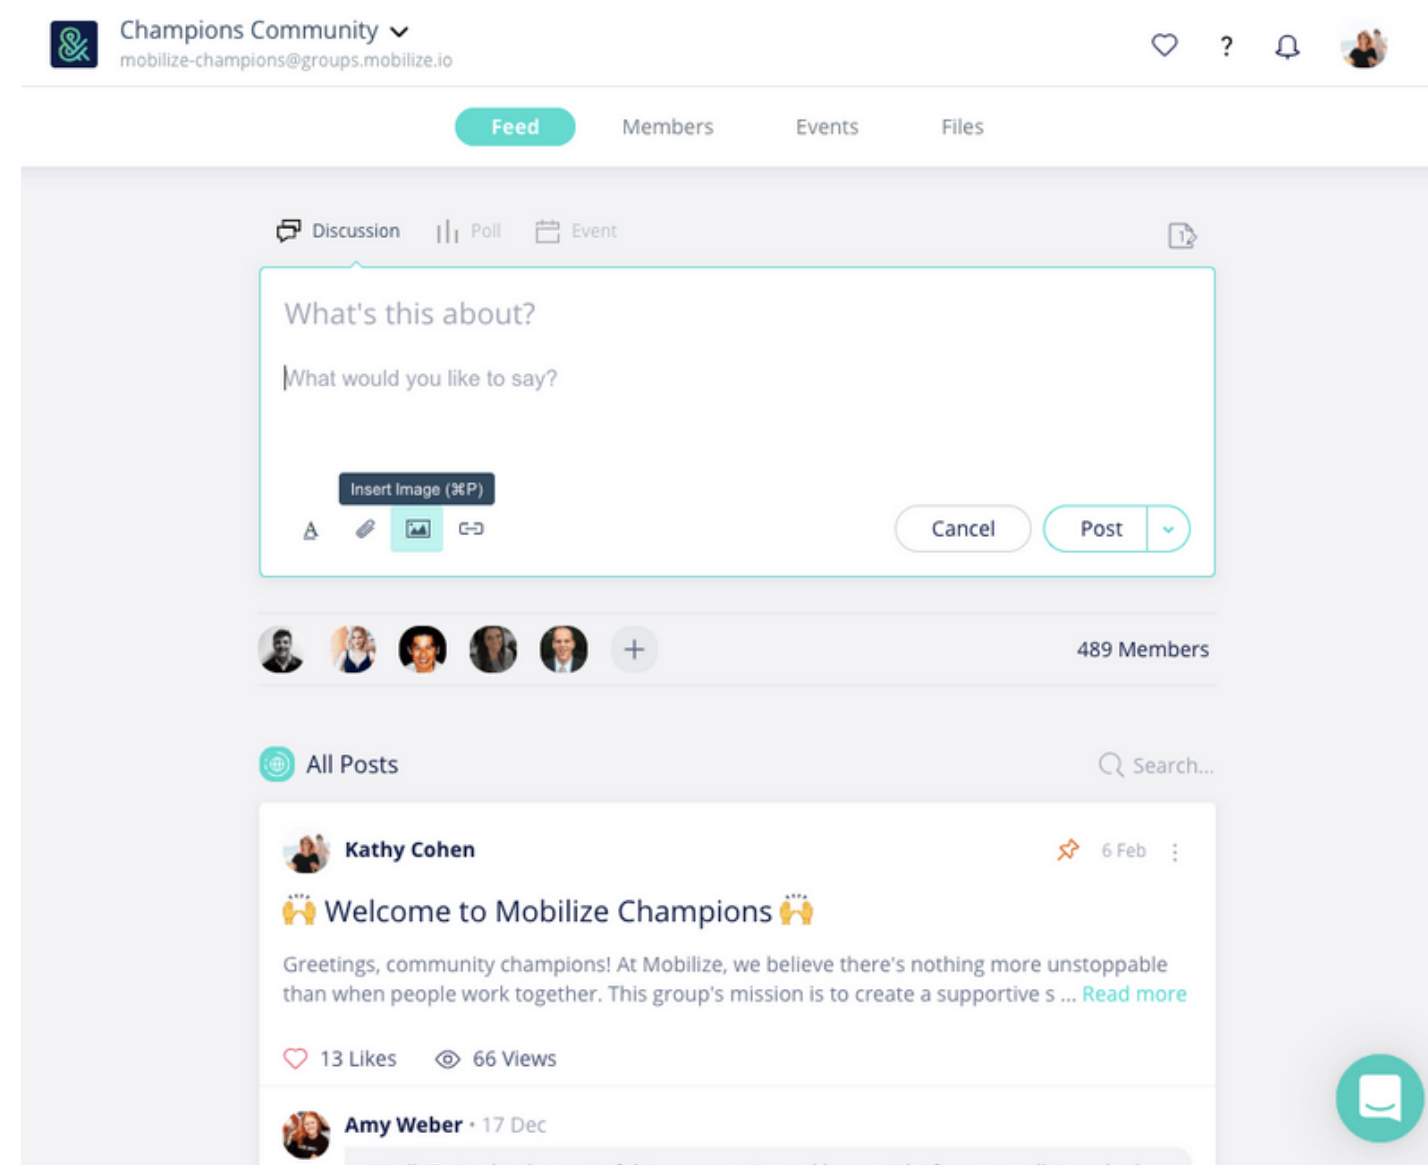 Champions Community
mobilize-champions@groups.mobilize.io
?
Feed Members Events Files
Discussion Poll Event
What's this about?
What would you like to say?
Insert Image (⌘P)
A
Cancel Post
+ 489 Members
All Posts Search...
Kathy Cohen 6 Feb
🙌 Welcome to Mobilize Champions 🙌
Greetings, community champions! At Mobilize, we believe there's nothing more unstoppable
than when people work together. This group's mission is to create a supportive s ... Read more
13 Likes 66 Views
Amy Weber • 17 Dec